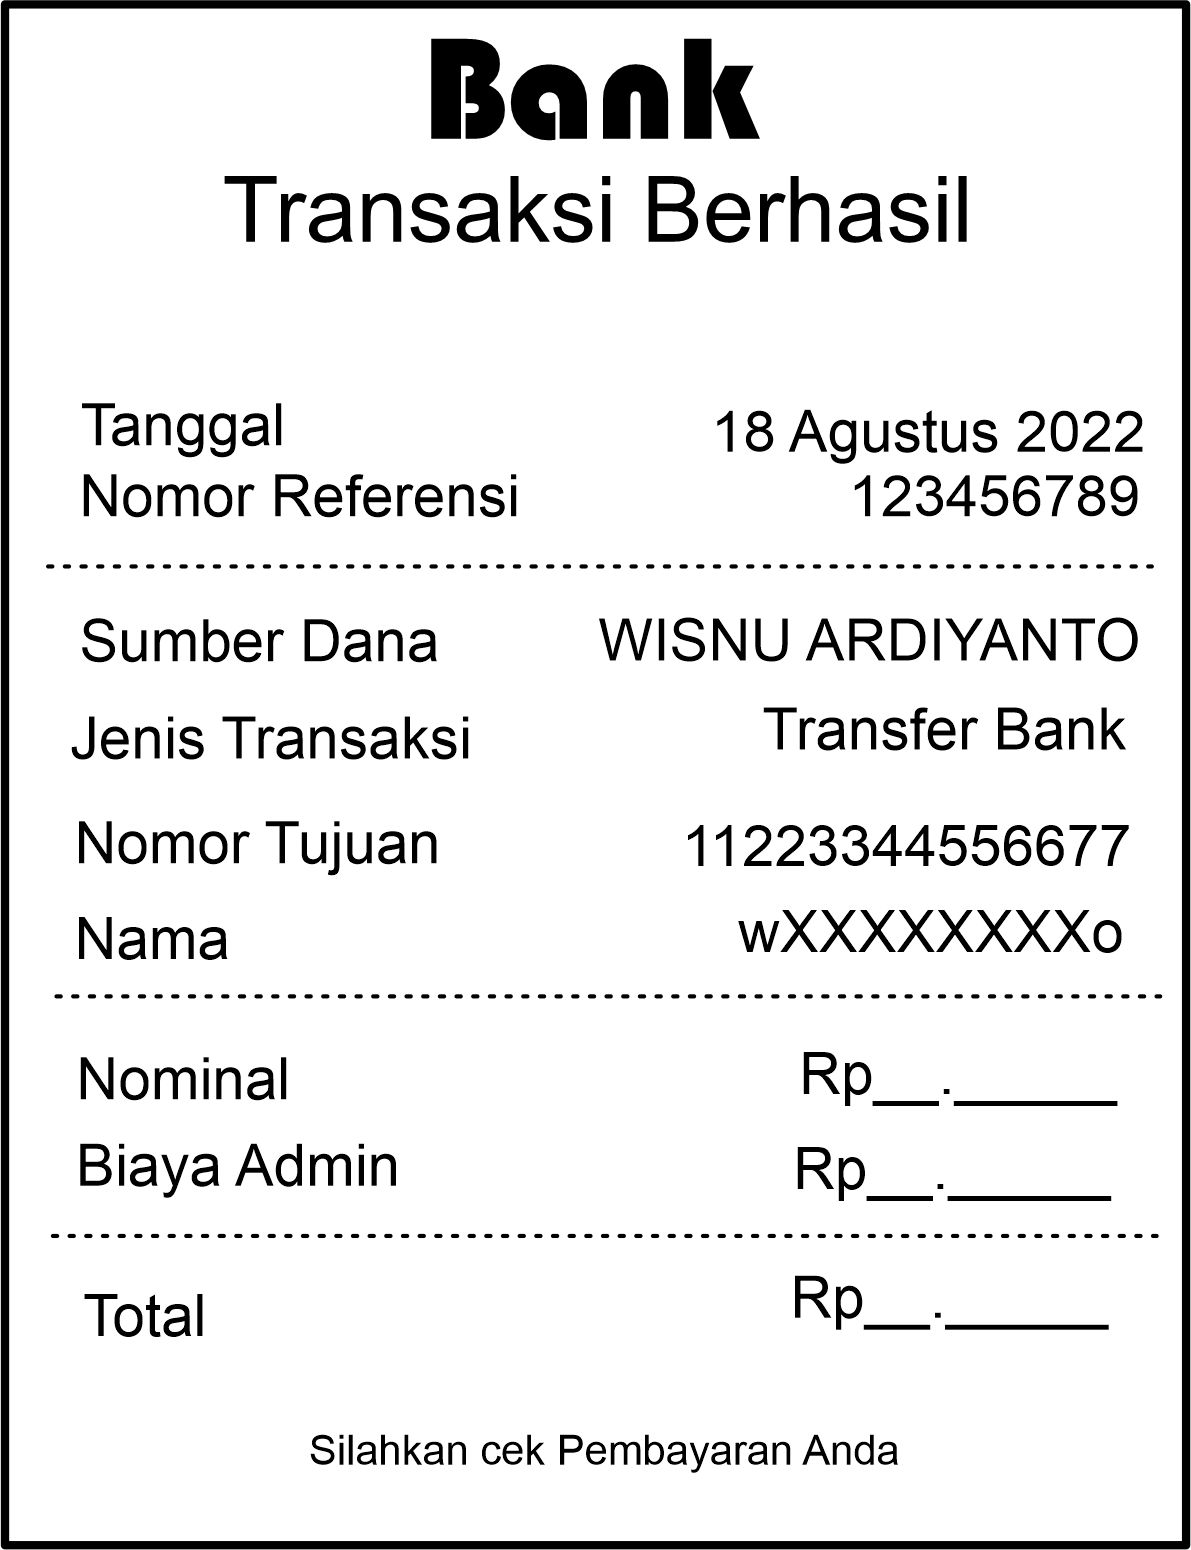 Bank
Transaksi Berhasil
Tanggal 18 Agustus 2022
Nomor Referensi 123456789
Sumber Dana WISNU ARDIYANTO
Jenis Transaksi Transfer Bank
Nomor Tujuan 11223344556677
Nama wXXXXXXXXo
Nominal Rp__._____
Biaya Admin Rp__._____
Total Rp__._____
Silahkan cek Pembayaran Anda